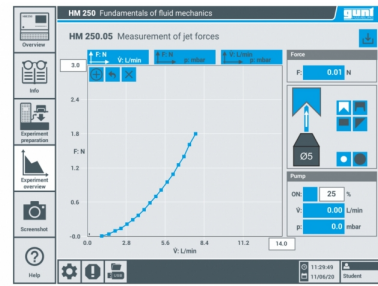 HM 250 Fundamentals of fluid mechanics
gunt
Overview
HM 250.05 Measurement of jet forces
F: N
V̇: L/min
F: N
p: mbar
V̇: L/min
p: mbar
Force
F: 0.01 N
Info
Experiment
preparation
Experiment
overview
Screenshot
Help
3.0
2.4
1.8
F: N
1.2
0.6
-0.0
0.0 2.8 5.6 8.4 11.2 14.0
V̇: L/min
Ø5
Pump
ON: 25 %
V̇: 0.00 L/min
p: 0.0 mbar
11:29:49
11/06/20
Student